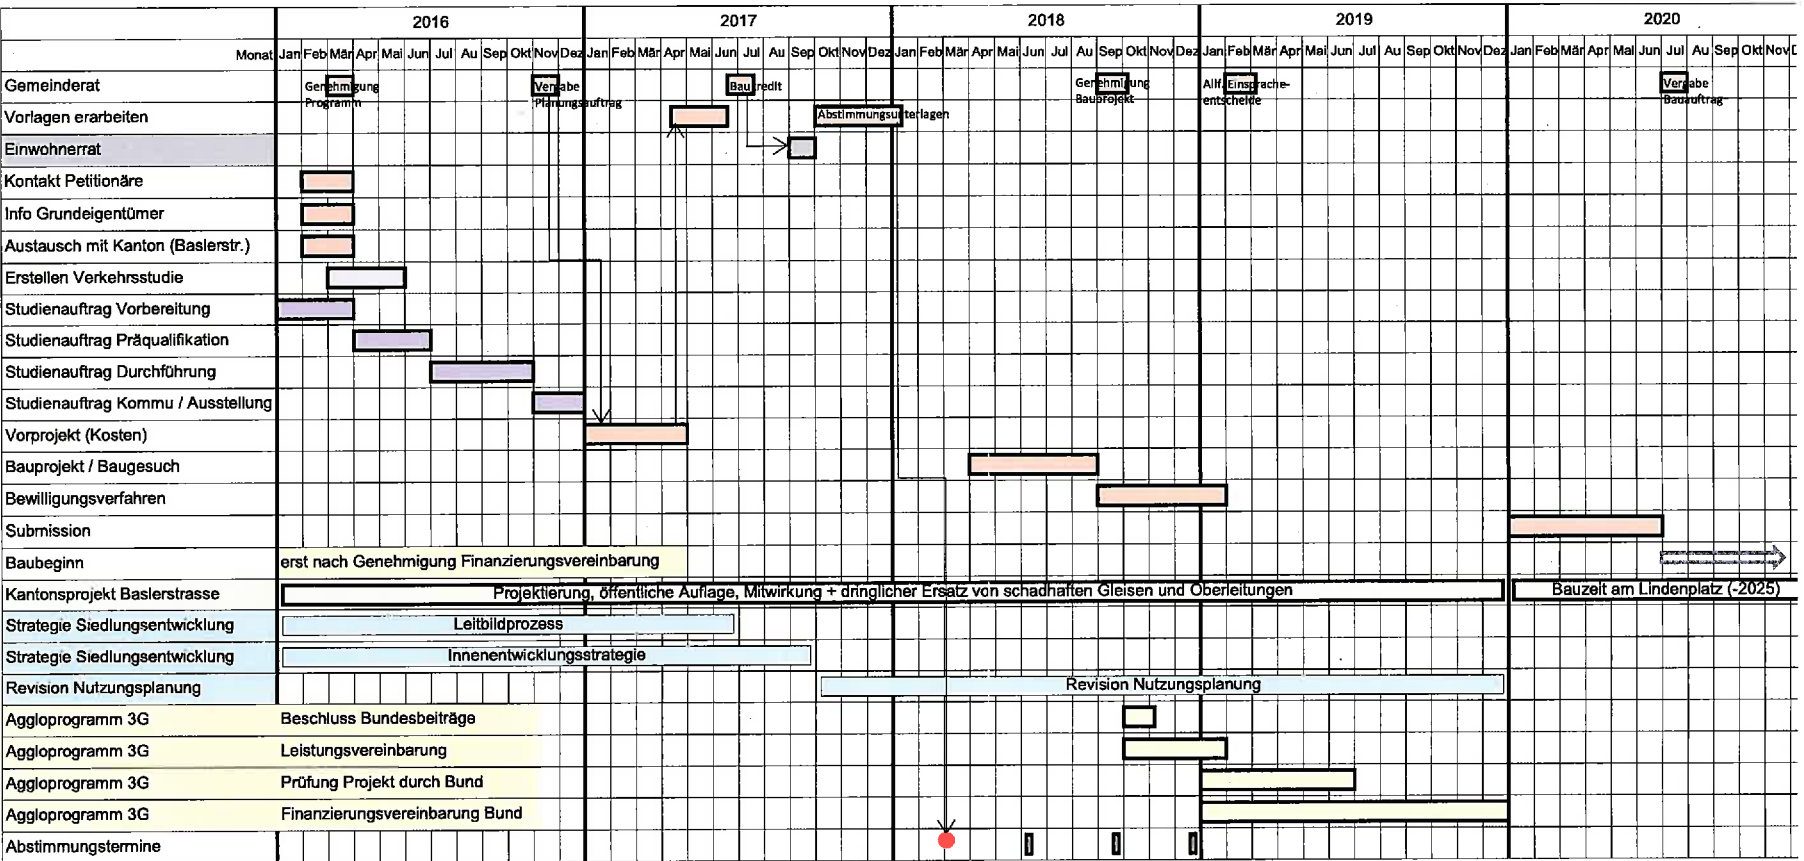 2016 2017 2018 2019 2020
Monat Jan Feb Mär Apr Mai Jun Jul Au Sep Okt Nov Dez Jan Feb Mär Apr Mai Jun Jul Au Sep Okt Nov Dez Jan Feb Mär Apr Mai Jun Jul Au Sep Okt Nov Dez Jan Feb Mär Apr Mai Jun Jul Au Sep Okt Nov Dez Jan Feb Mär Apr Mai Jun Jul Au Sep Okt Nov
Gemeinderat Genehmigung Vergabe Baukredit Genehmigung Allf. Einsprache- Vergabe
Programm Planungsauftrag Bauprojekt entscheide Bauauftrag
Vorlagen erarbeiten Abstimmungsunterlagen
Einwohnerrat
Kontakt Petitionäre
Info Grundeigentümer
Austausch mit Kanton (Baslerstr.)
Erstellen Verkehrsstudie
Studienauftrag Vorbereitung
Studienauftrag Präqualifikation
Studienauftrag Durchführung
Studienauftrag Kommu / Ausstellung
Vorprojekt (Kosten)
Bauprojekt / Baugesuch
Bewilligungsverfahren
Submission
Baubeginn erst nach Genehmigung Finanzierungsvereinbarung
Kantonsprojekt Baslerstrasse Projektierung, öffentliche Auflage, Mitwirkung + dringlicher Ersatz von schadhaften Gleisen und Oberleitungen Bauzeit am Lindenplatz (-2025)
Strategie Siedlungsentwicklung Leitbildprozess
Strategie Siedlungsentwicklung Innenentwicklungsstrategie
Revision Nutzungsplanung Revision Nutzungsplanung
Aggloprogramm 3G Beschluss Bundesbeiträge
Aggloprogramm 3G Leistungsvereinbarung
Aggloprogramm 3G Prüfung Projekt durch Bund
Aggloprogramm 3G Finanzierungsvereinbarung Bund
Abstimmungstermine